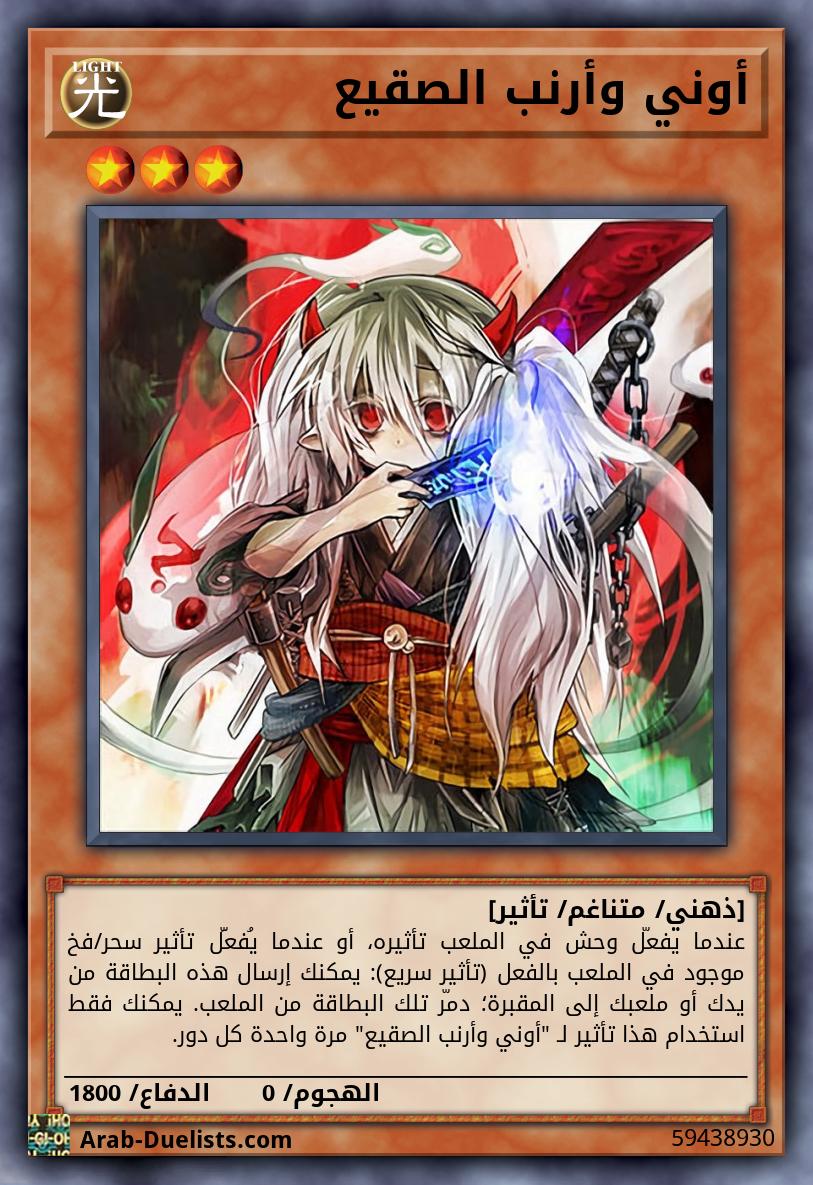 أوني وأرنب الصقيع
LIGHT
光
[ذهني/ متناغم/ تأثير]
عندما يفعلّ وحش في الملعب تأثيره، أو عندما يُفعلّ تأثير سحر/فخ
موجود في الملعب بالفعل (تأثير سريع): يمكنك إرسال هذه البطاقة من
يدك أو ملعبك إلى المقبرة؛ دمرّ تلك البطاقة من الملعب. يمكنك فقط
استخدام هذا تأثير لـ "أوني وأرنب الصقيع" مرة واحدة كل دور.
الهجوم/ 0 الدفاع/ 1800
Arab-Duelists.com
59438930